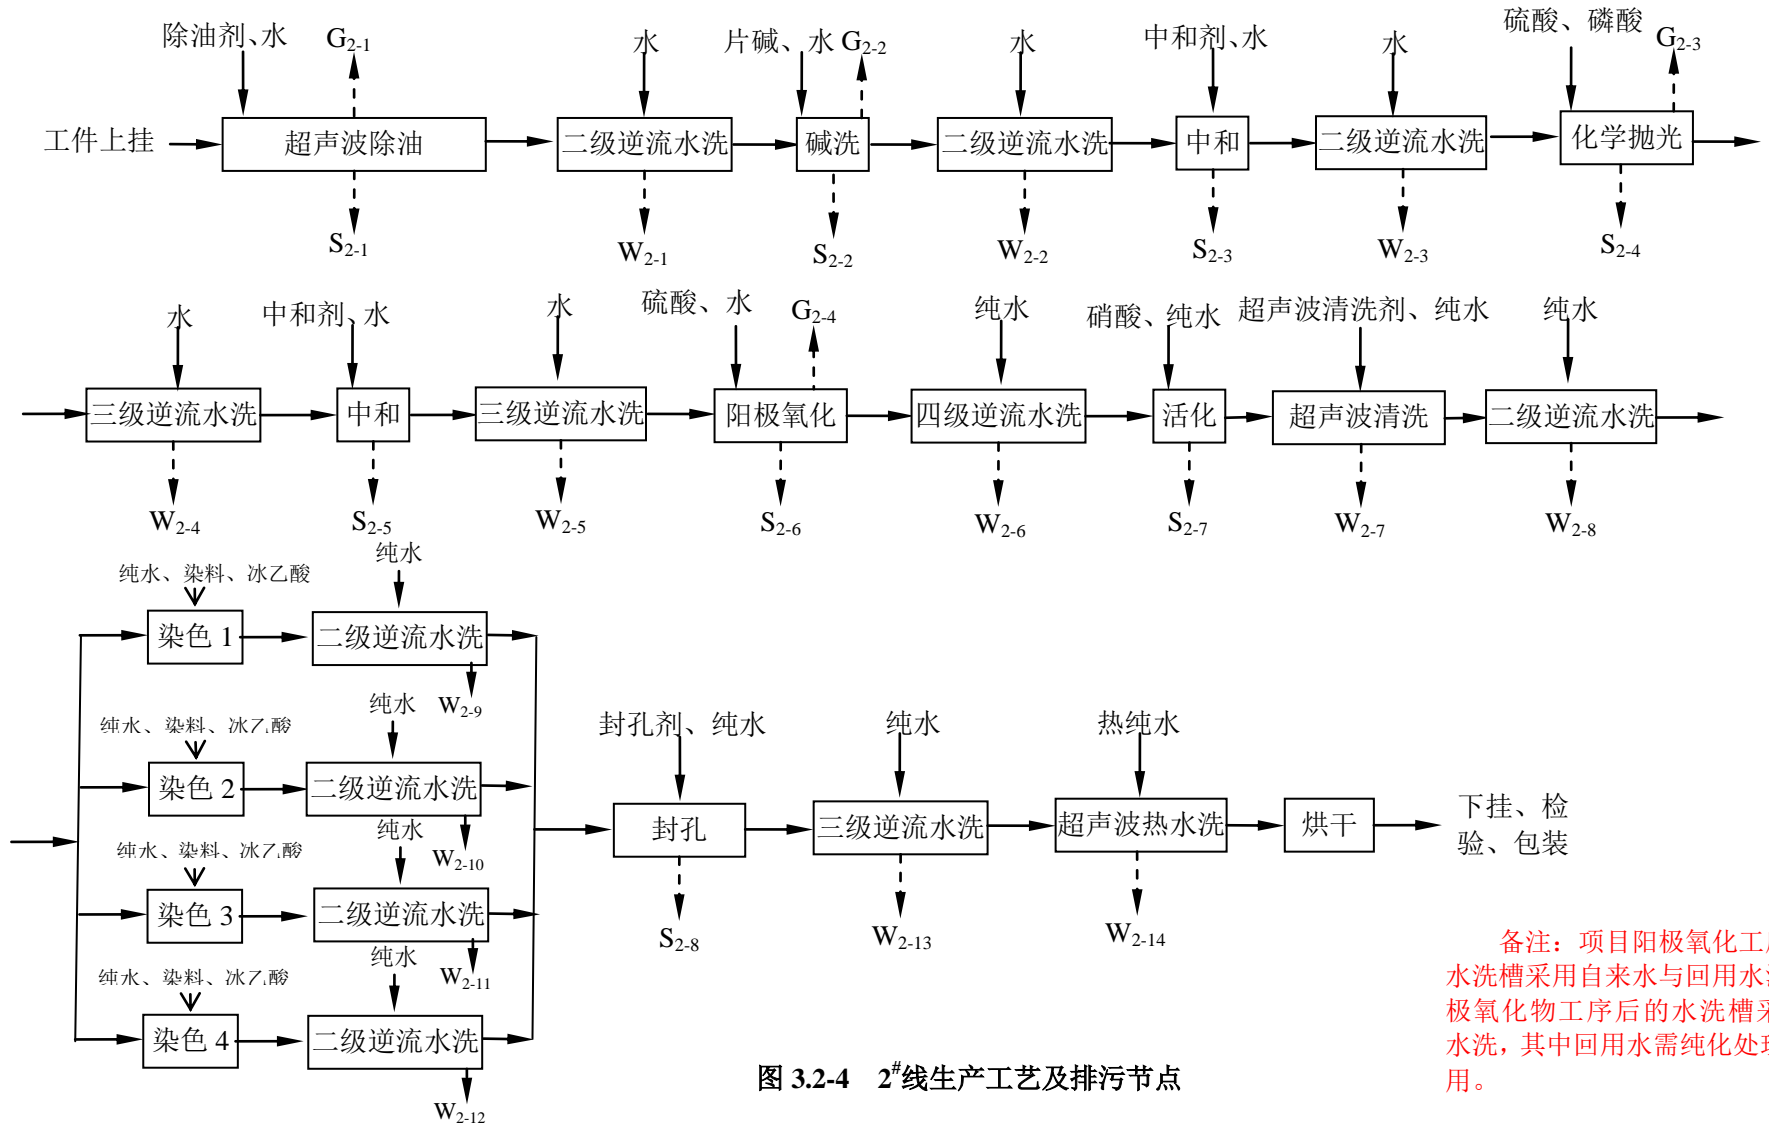 除油剂、水 G2-1 水 片碱、水 G2-2 水 中和剂、水 水 硫酸、磷酸 G2-3
工件上挂 超声波除油 二级逆流水洗 碱洗 二级逆流水洗 中和 二级逆流水洗 化学抛光
S2-1 W2-1 S2-2 W2-2 S2-3 W2-3 S2-4
水 中和剂、水 水 硫酸、水 G2-4 纯水 硝酸、纯水 超声波清洗剂、纯水 纯水
三级逆流水洗 中和 三级逆流水洗 阳极氧化 四级逆流水洗 活化 超声波清洗 二级逆流水洗
W2-4 S2-5 W2-5 S2-6 W2-6 S2-7 W2-7 W2-8
纯水、染料、冰乙酸 纯水
染色 1 二级逆流水洗
W2-9
纯水、染料、冰乙酸 纯水
染色 2 二级逆流水洗
W2-10
纯水、染料、冰乙酸 纯水
染色 3 二级逆流水洗
W2-11
纯水、染料、冰乙酸 纯水
染色 4 二级逆流水洗
W2-12
封孔剂、纯水 纯水 热纯水
封孔 三级逆流水洗 超声波热水洗 烘干 下挂、检
验、包装
S2-8 W2-13 W2-14
备注：项目阳极氧化工
水洗槽采用自来水与回用水
极氧化物工序后的水洗槽采
水洗，其中回用水需纯化处
用。
图 3.2-4 2#线生产工艺及排污节点